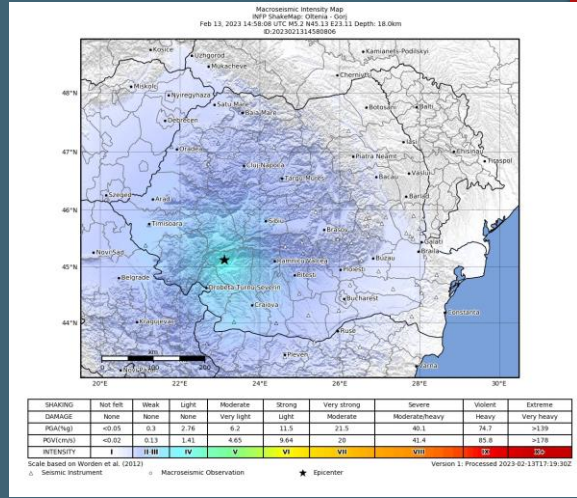 Macroseismic Intensity Map
INFP ShakeMap: Oltenia - Gorj
Feb 13, 2023 14:58:08 UTC M5.2 N45.13 E23.11 Depth: 18.0km
ID:20230213145808​06
Kosice
Uzhgorod
Kamianets-Podilskyi
Mukacheve
Chernivtsi
Miskolc
48°N
Nyiregyhaza
Satu Mare
Botosani
Balti
Baia Mare
Debrecen
Iasi
47°N
Oradea
Chisinau
Piatra Neamt
Tiraspol
Cluj-Napoca
Vaslui
Targu-Mures
Bacau
Szeged
Arad
Barlad
46°N
Timisoara
Sibiu
Brasov
Galati
Novi Sad
Braila
45°N
Ramnicu Valcea
Buzau
Pitesti
Ploiesti
Belgrade
Drobeta-Turnu Severin
Bucharest
Craiova
Constanta
44°N
Kragujevac
Ruse
km
Pleven
0 100 200
Varna
20°E 22°E 24°E 26°E 28°E 30°E
SHAKING Not felt Weak Light Moderate Strong Very strong Severe Violent Extreme
DAMAGE None None None Very light Light Moderate Moderate/heavy Heavy Very heavy
PGA(%g) <0.05 0.3 2.76 6.2 11.5 21.5 40.1 74.7 >139
PGV(cm/s) <0.02 0.13 1.41 4.65 9.64 20 41.4 85.8 >178
INTENSITY I II-III IV V VI VII VIII IX X+
Scale based on Worden et al. (2012)
Version 1: Processed 2023-02-13T17:19:30Z
△ Seismic Instrument ○ Macroseismic Observation ★ Epicenter